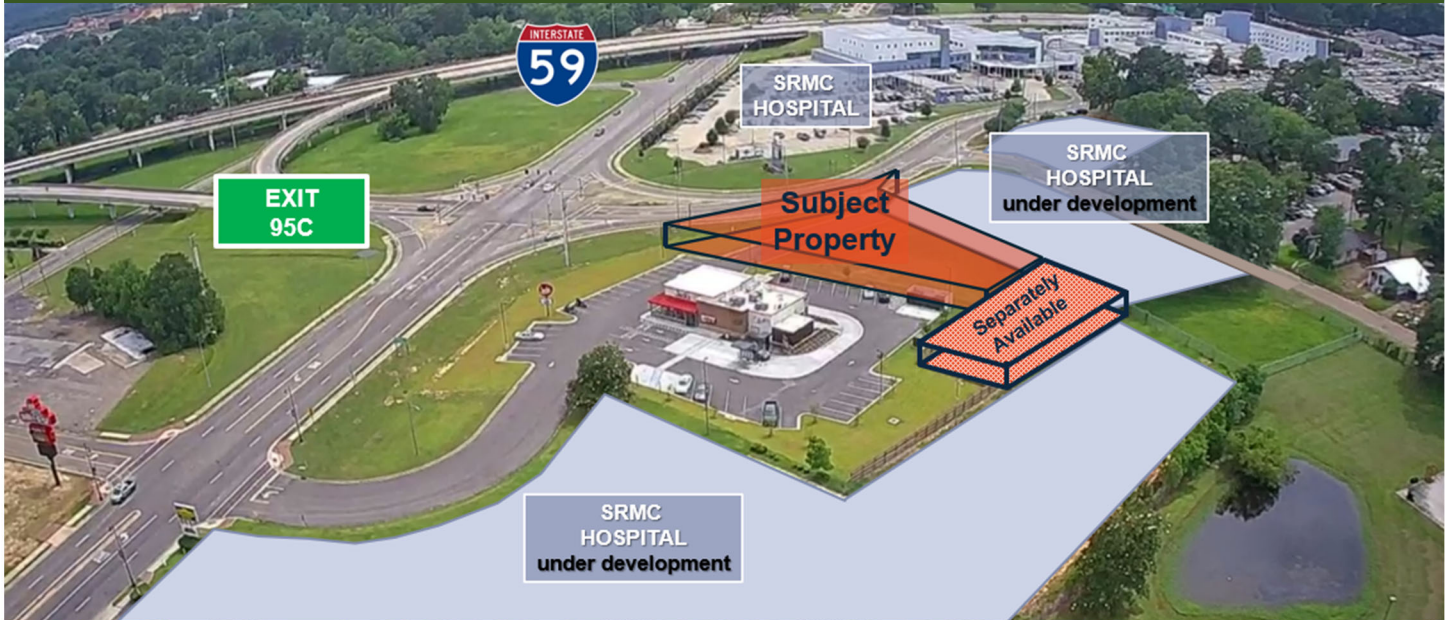 INTERSTATE
59
SRMC
HOSPITAL
SRMC
HOSPITAL
under development
EXIT
95C
Subject
Property
Separately
Available
SRMC
HOSPITAL
under development